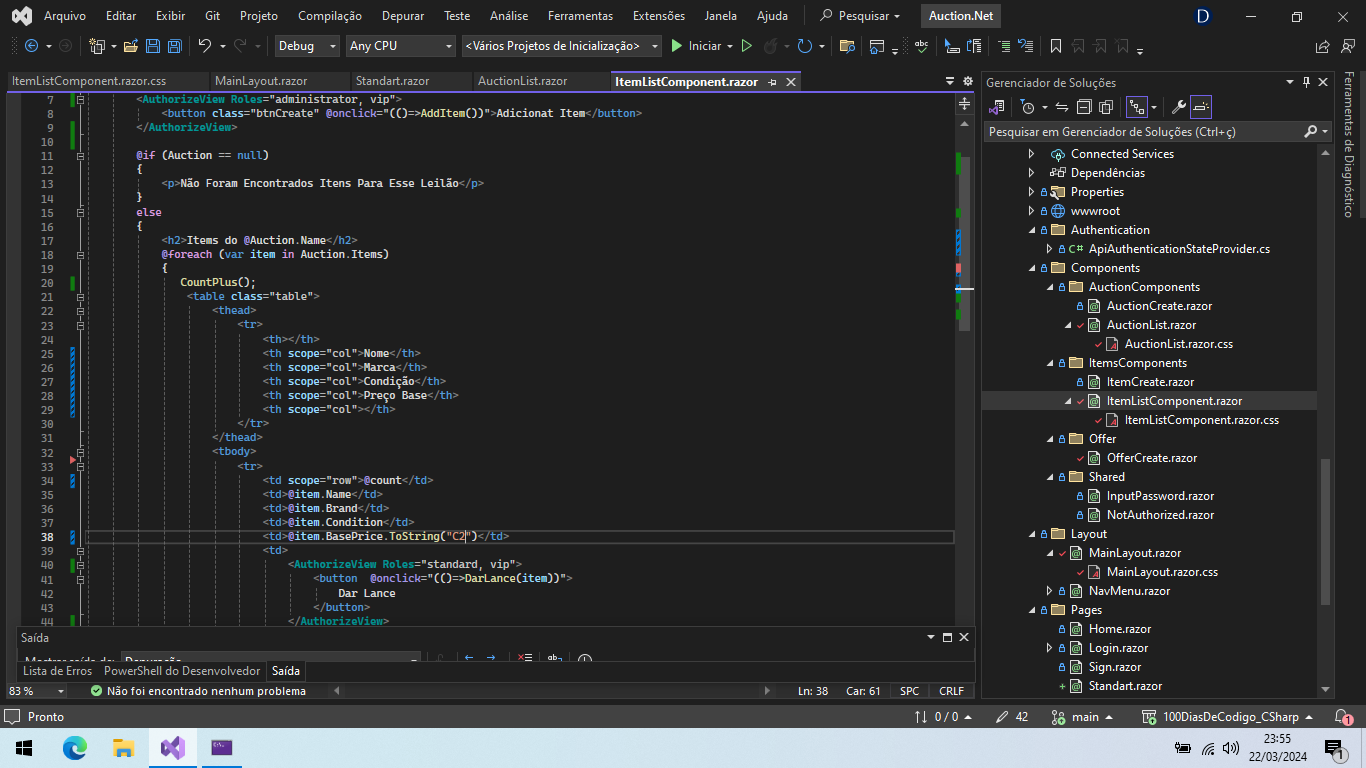 Arquivo Editar Exibir Git Projeto Compilação Depurar Teste Análise Ferramentas Extensões Janela Ajuda Pesquisar Auction.Net D
Debug Any CPU <Vários Projetos de Inicialização> Iniciar
ItemListComponent.razor.css MainLayout.razor Standart.razor AuctionList.razor ItemListComponent.razor
7 <AuthorizeView Roles="administrator, vip">
8 <button class="btnCreate" @onclick="(()=>AddItem())">Adicionat Item</button>
9 </AuthorizeView>
10
11 @if (Auction == null)
12 {
13 <p>Não Foram Encontrados Itens Para Esse Leilão</p>
14 }
15 else
16 {
17 <h2>Items do @Auction.Name</h2>
18 @foreach (var item in Auction.Items)
19 {
20 CountPlus();
21 <table class="table">
22 <thead>
23 <tr>
24 <th></th>
25 <th scope="col">Nome</th>
26 <th scope="col">Marca</th>
27 <th scope="col">Condição</th>
28 <th scope="col">Preço Base</th>
29 <th scope="col"></th>
30 </tr>
31 </thead>
32 <tbody>
33 <tr>
34 <td scope="row">@count</td>
35 <td>@item.Name</td>
36 <td>@item.Brand</td>
37 <td>@item.Condition</td>
38 <td>@item.BasePrice.ToString("C2")</td>
39 <td>
40 <AuthorizeView Roles="standard, vip">
41 <button @onclick="(()=>DarLance(item))">
42 Dar Lance
43 </button>
44 </AuthorizeView>
Saída
Mostrar saída de: Depuração
Lista de Erros PowerShell do Desenvolvedor Saída
83 % Não foi encontrado nenhum problema Ln: 38 Car: 61 SPC CRLF
Gerenciador de Soluções
Pesquisar em Gerenciador de Soluções (Ctrl+ç)
Connected Services
Dependências
Properties
wwwroot
Authentication
C# ApiAuthenticationStateProvider.cs
Components
AuctionComponents
AuctionCreate.razor
AuctionList.razor
AuctionList.razor.css
ItemsComponents
ItemCreate.razor
ItemListComponent.razor
ItemListComponent.razor.css
Offer
OfferCreate.razor
Shared
InputPassword.razor
NotAuthorized.razor
Layout
MainLayout.razor
MainLayout.razor.css
NavMenu.razor
Pages
Home.razor
Login.razor
Sign.razor
Standart.razor
Ferramentas de Diagnóstico
Pronto 0 / 0 42 main 100DiasDeCodigo_CSharp 1
23:55
22/03/2024
1